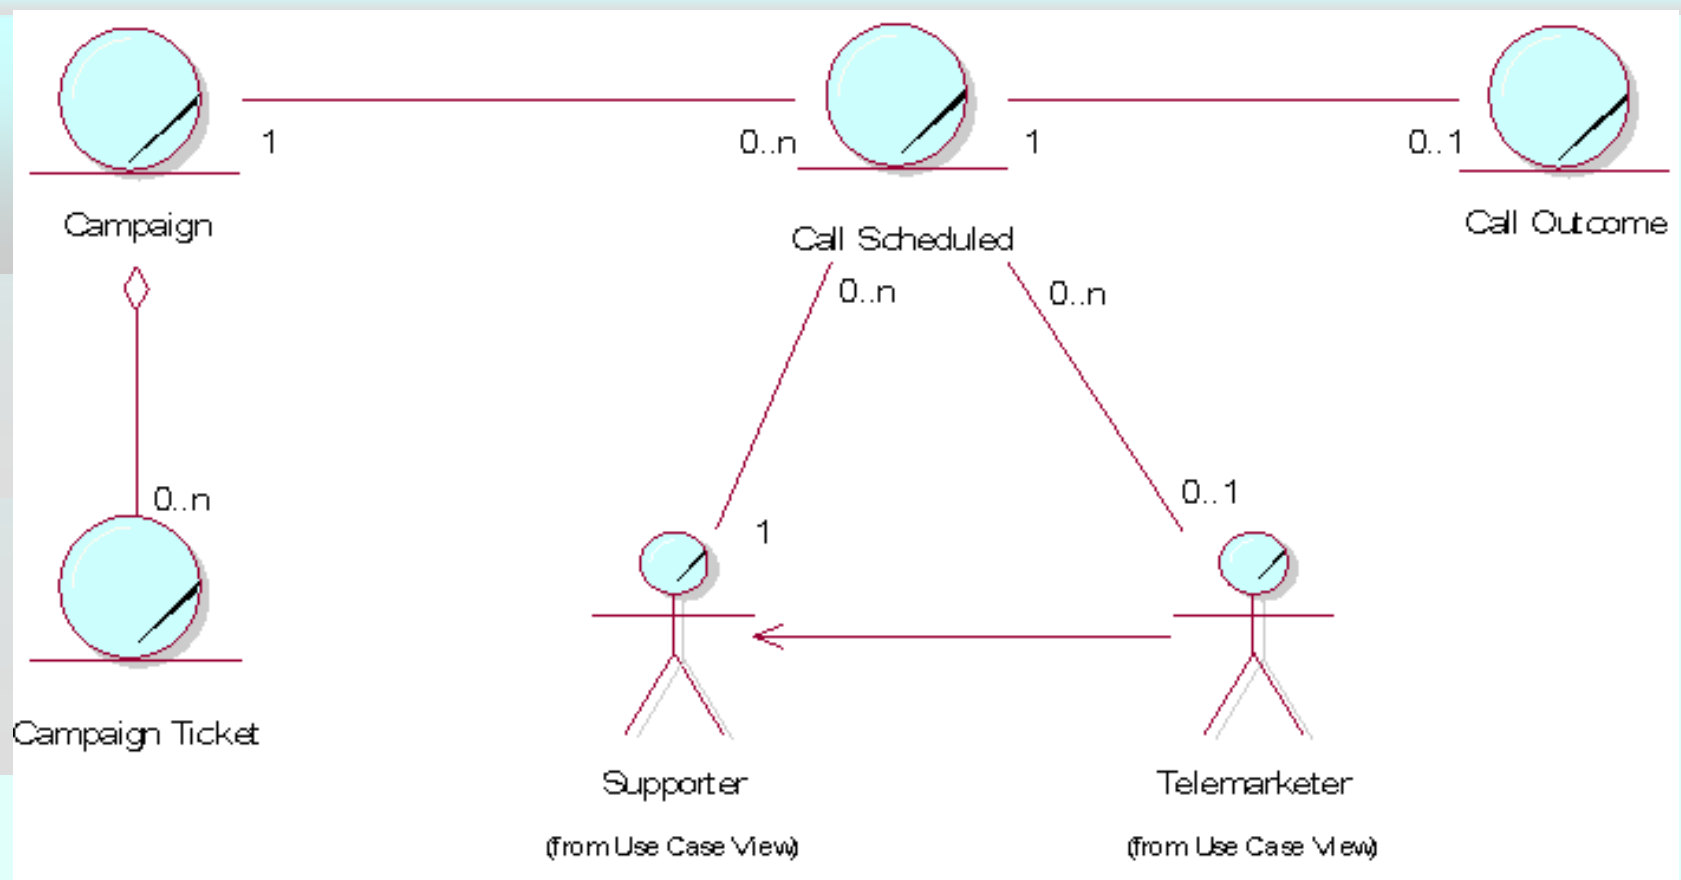 1
0..n
1
0..1
Campaign
Call Scheduled
Call Outcome
0..n
0..n
0..n
1
0..1
Campaign Ticket
Supporter
Telemarketer
(from Use Case View)
(from Use Case View)